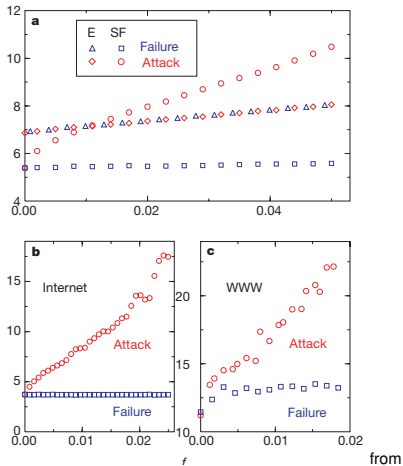 12
a
E SF
Failure
Attack
10
8
6
4
0.00 0.02 0.04
b
Internet
Attack
Failure
15
10
5
0
0.00 0.01 0.02
c
WWW
Attack
Failure
20
15
10
0.00 0.01 0.02
f
from